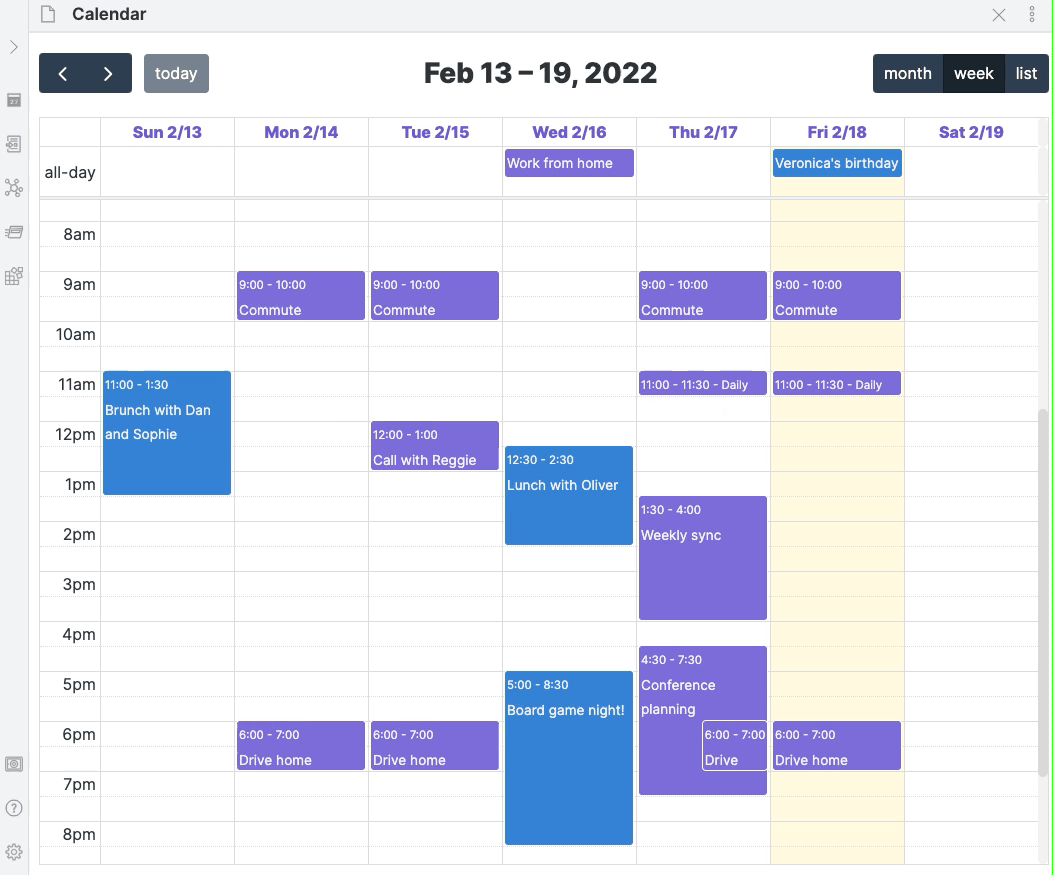 Calendar
today
Feb 13 – 19, 2022
month
week
list
Sun 2/13
Mon 2/14
Tue 2/15
Wed 2/16
Thu 2/17
Fri 2/18
Sat 2/19
all-day
Work from home
Veronica's birthday
8am
9am
9:00 - 10:00
Commute
9:00 - 10:00
Commute
9:00 - 10:00
Commute
9:00 - 10:00
Commute
10am
11am
11:00 - 1:30
Brunch with Dan
and Sophie
11:00 - 11:30 - Daily
11:00 - 11:30 - Daily
12pm
12:00 - 1:00
Call with Reggie
12:30 - 2:30
Lunch with Oliver
1pm
1:30 - 4:00
Weekly sync
2pm
3pm
4pm
4:30 - 7:30
Conference
planning
5pm
5:00 - 8:30
Board game night!
6pm
6:00 - 7:00
Drive home
6:00 - 7:00
Drive home
6:00 - 7:00
Drive
6:00 - 7:00
Drive home
7pm
8pm